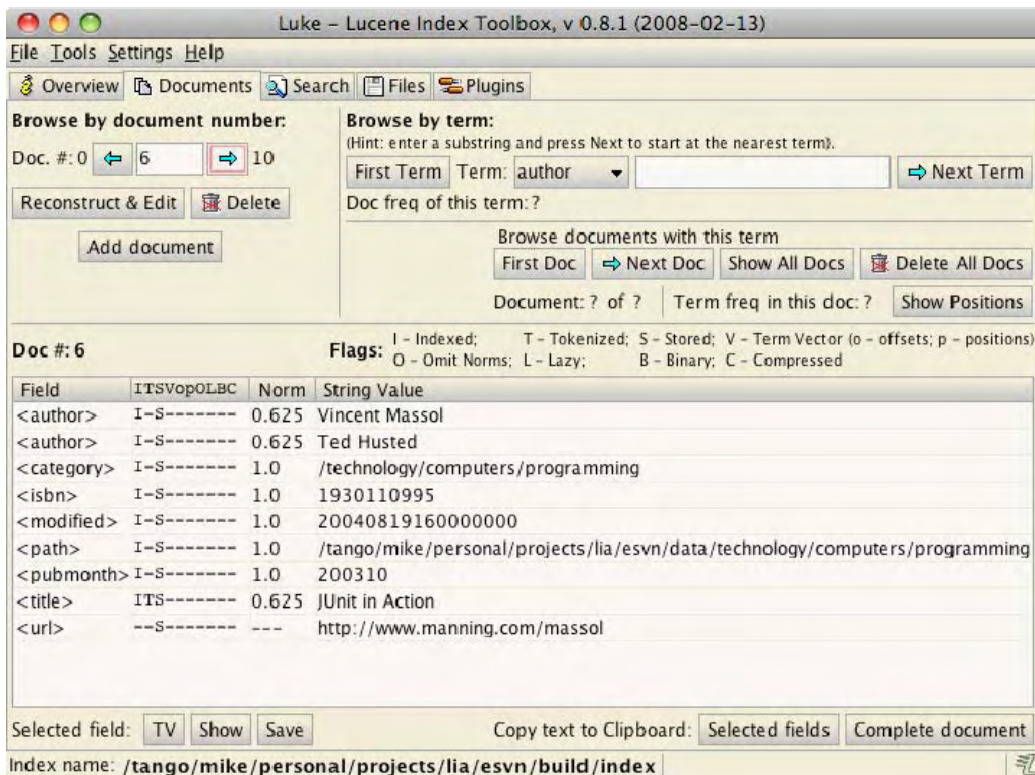 Luke – Lucene Index Toolbox, v 0.8.1 (2008-02-13)
File Tools Settings Help
Overview Documents Search Files Plugins
Browse by document number:
Doc. #: 0 6 10
Reconstruct & Edit Delete
Add document
Browse by term:
(Hint: enter a substring and press Next to start at the nearest term).
First Term Term: author Next Term
Doc freq of this term: ?
Browse documents with this term
First Doc Next Doc Show All Docs Delete All Docs
Document: ? of ? Term freq in this doc: ? Show Positions
Doc #: 6
Flags: I – Indexed; T – Tokenized; S – Stored; V – Term Vector (o – offsets; p – positions)
O – Omit Norms; L – Lazy; B – Binary; C – Compressed
Field ITSVopOLBC Norm String Value
<author> I-S------- 0.625 Vincent Massol
<author> I-S------- 0.625 Ted Husted
<category> I-S------- 1.0 /technology/computers/programming
<isbn> I-S------- 1.0 1930110995
<modified> I-S------- 1.0 20040819160000000
<path> I-S------- 1.0 /tango/mike/personal/projects/lia/esvn/data/technology/computers/programming
<pubmonth> I-S------- 1.0 200310
<title> ITS------- 0.625 JUnit in Action
<url> --S------- --- http://www.manning.com/massol
Selected field: TV Show Save Copy text to Clipboard: Selected fields Complete document
Index name: /tango/mike/personal/projects/lia/esvn/build/index